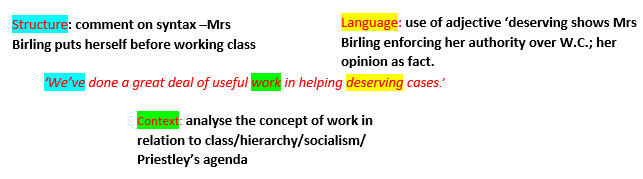 Structure: comment on syntax –Mrs
Birling puts herself before working class
Language: use of adjective ‘deserving shows Mrs
Birling enforcing her authority over W.C.; her
opinion as fact.
‘We’ve done a great deal of useful work in helping deserving cases.’
Context: analyse the concept of work in
relation to class/hierarchy/socialism/
Priestley’s agenda